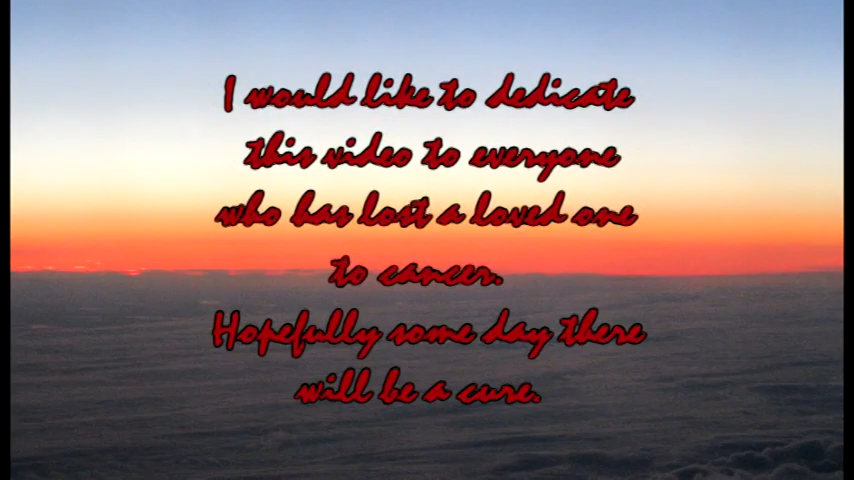 I would like to dedicate
this video to everyone
who has lost a loved one
to cancer.
Hopefully some day there
will be a cure.